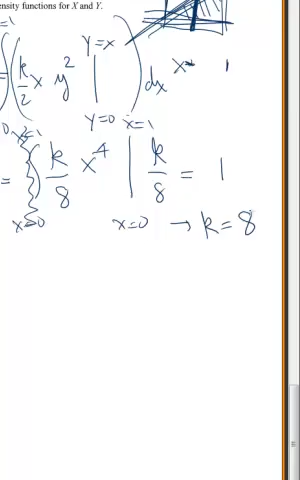 ensity functions for X and Y.
=1
( k/2 x y² | y=x y=0 ) dx x= 1
0 x=1 x=1
= ∫ k/8 x⁴ | k/8 = 1
x=0 x=0 → k = 8